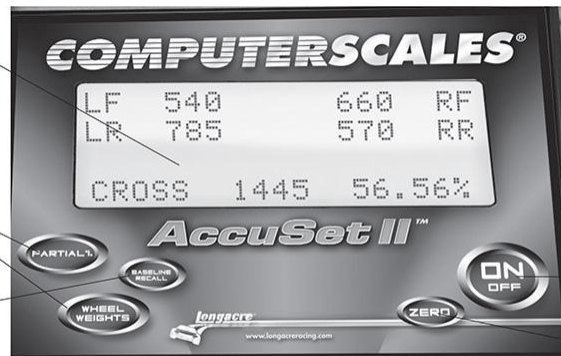 COMPUTERSCALES®
LF 540 660 RF
LR 785 570 RR
CROSS 1445 56.56%
AccuSet II™
PARTIAL%
BASELINE
RECALL
WHEEL
WEIGHTS
longacre
www.longacreracing.com
ZERO
ON
OFF